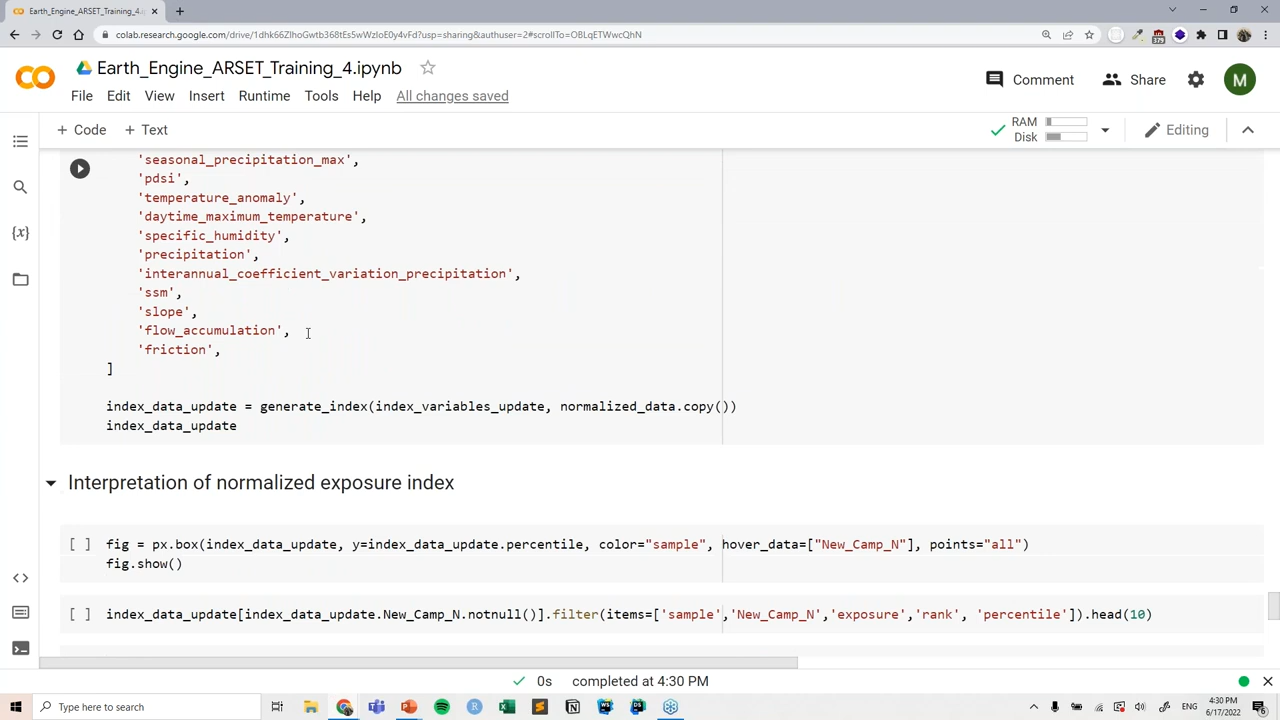 Earth_Engine_ARSET_Training_4.i
colab.research.google.com/drive/1dhk66ZlhoGwtb368tEs5wWzIoE0y4vFd?usp=sharing&authuser=2#scrollTo=OBLqETWwcQhN
Earth_Engine_ARSET_Training_4.ipynb
Comment
Share
M
File Edit View Insert Runtime Tools Help All changes saved
+ Code + Text
RAM
Disk
Editing
'seasonal_precipitation_max',
'pdsi',
'temperature_anomaly',
'daytime_maximum_temperature',
'specific_humidity',
'precipitation',
'interannual_coefficient_variation_precipitation',
'ssm',
'slope',
'flow_accumulation',
'friction',
]
index_data_update = generate_index(index_variables_update, normalized_data.copy())
index_data_update
Interpretation of normalized exposure index
[ ] fig = px.box(index_data_update, y=index_data_update.percentile, color="sample", hover_data=["New_Camp_N"], points="all")
fig.show()
[ ] index_data_update[index_data_update.New_Camp_N.notnull()].filter(items=['sample','New_Camp_N','exposure','rank', 'percentile']).head(10)
0s completed at 4:30 PM
Type here to search
ENG
4:30 PM
6/17/2022